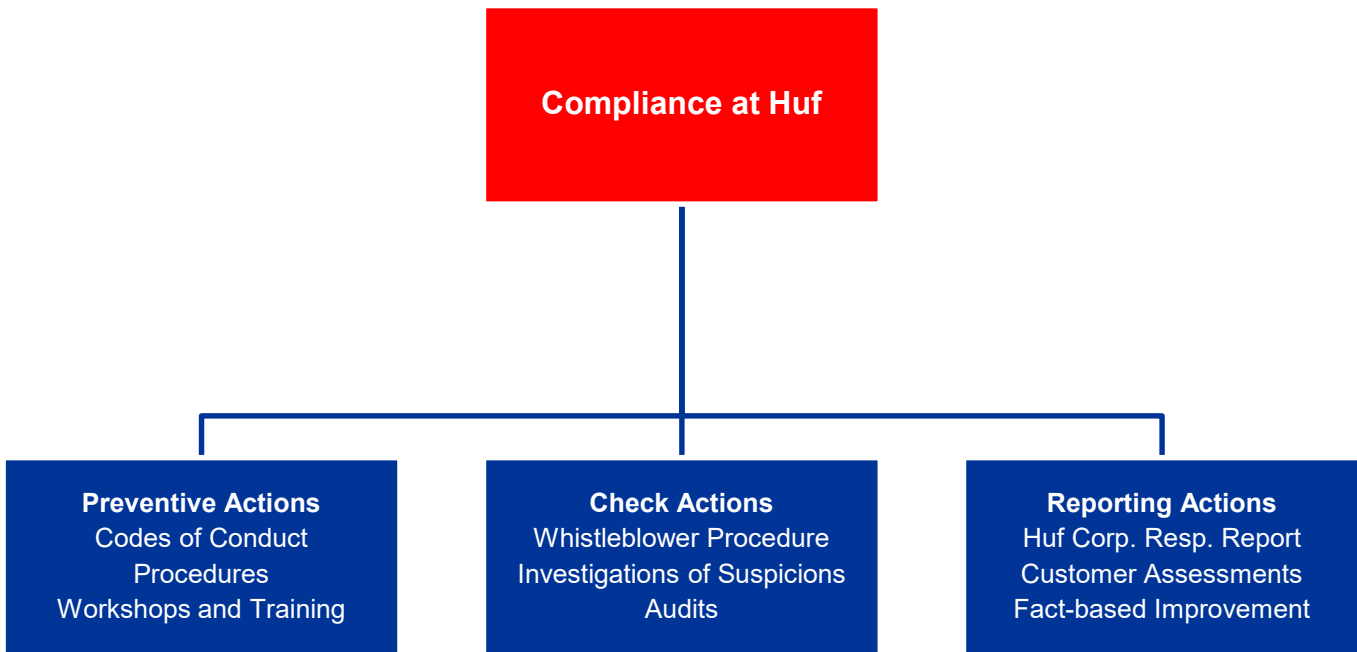 Compliance at Huf
Preventive Actions
Codes of Conduct
Procedures
Workshops and Training
Check Actions
Whistleblower Procedure
Investigations of Suspicions
Audits
Reporting Actions
Huf Corp. Resp. Report
Customer Assessments
Fact-based Improvement